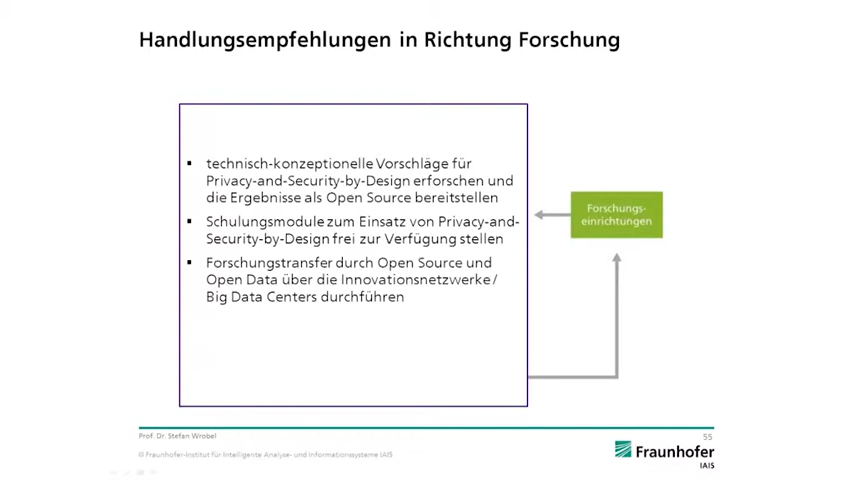 Handlungsempfehlungen in Richtung Forschung
technisch-konzeptionelle Vorschläge für
Privacy-and-Security-by-Design erforschen und
die Ergebnisse als Open Source bereitstellen
Schulungsmodule zum Einsatz von Privacy-and-
Security-by-Design frei zur Verfügung stellen
Forschungstransfer durch Open Source und
Open Data über die Innovationsnetzwerke/
Big Data Centers durchführen
Forschungs-
einrichtungen
Prof. Dr. Stefan Wrobel
55
© Fraunhofer-Institut für Intelligente Analyse- und Informationssysteme IAIS
Fraunhofer
IAIS